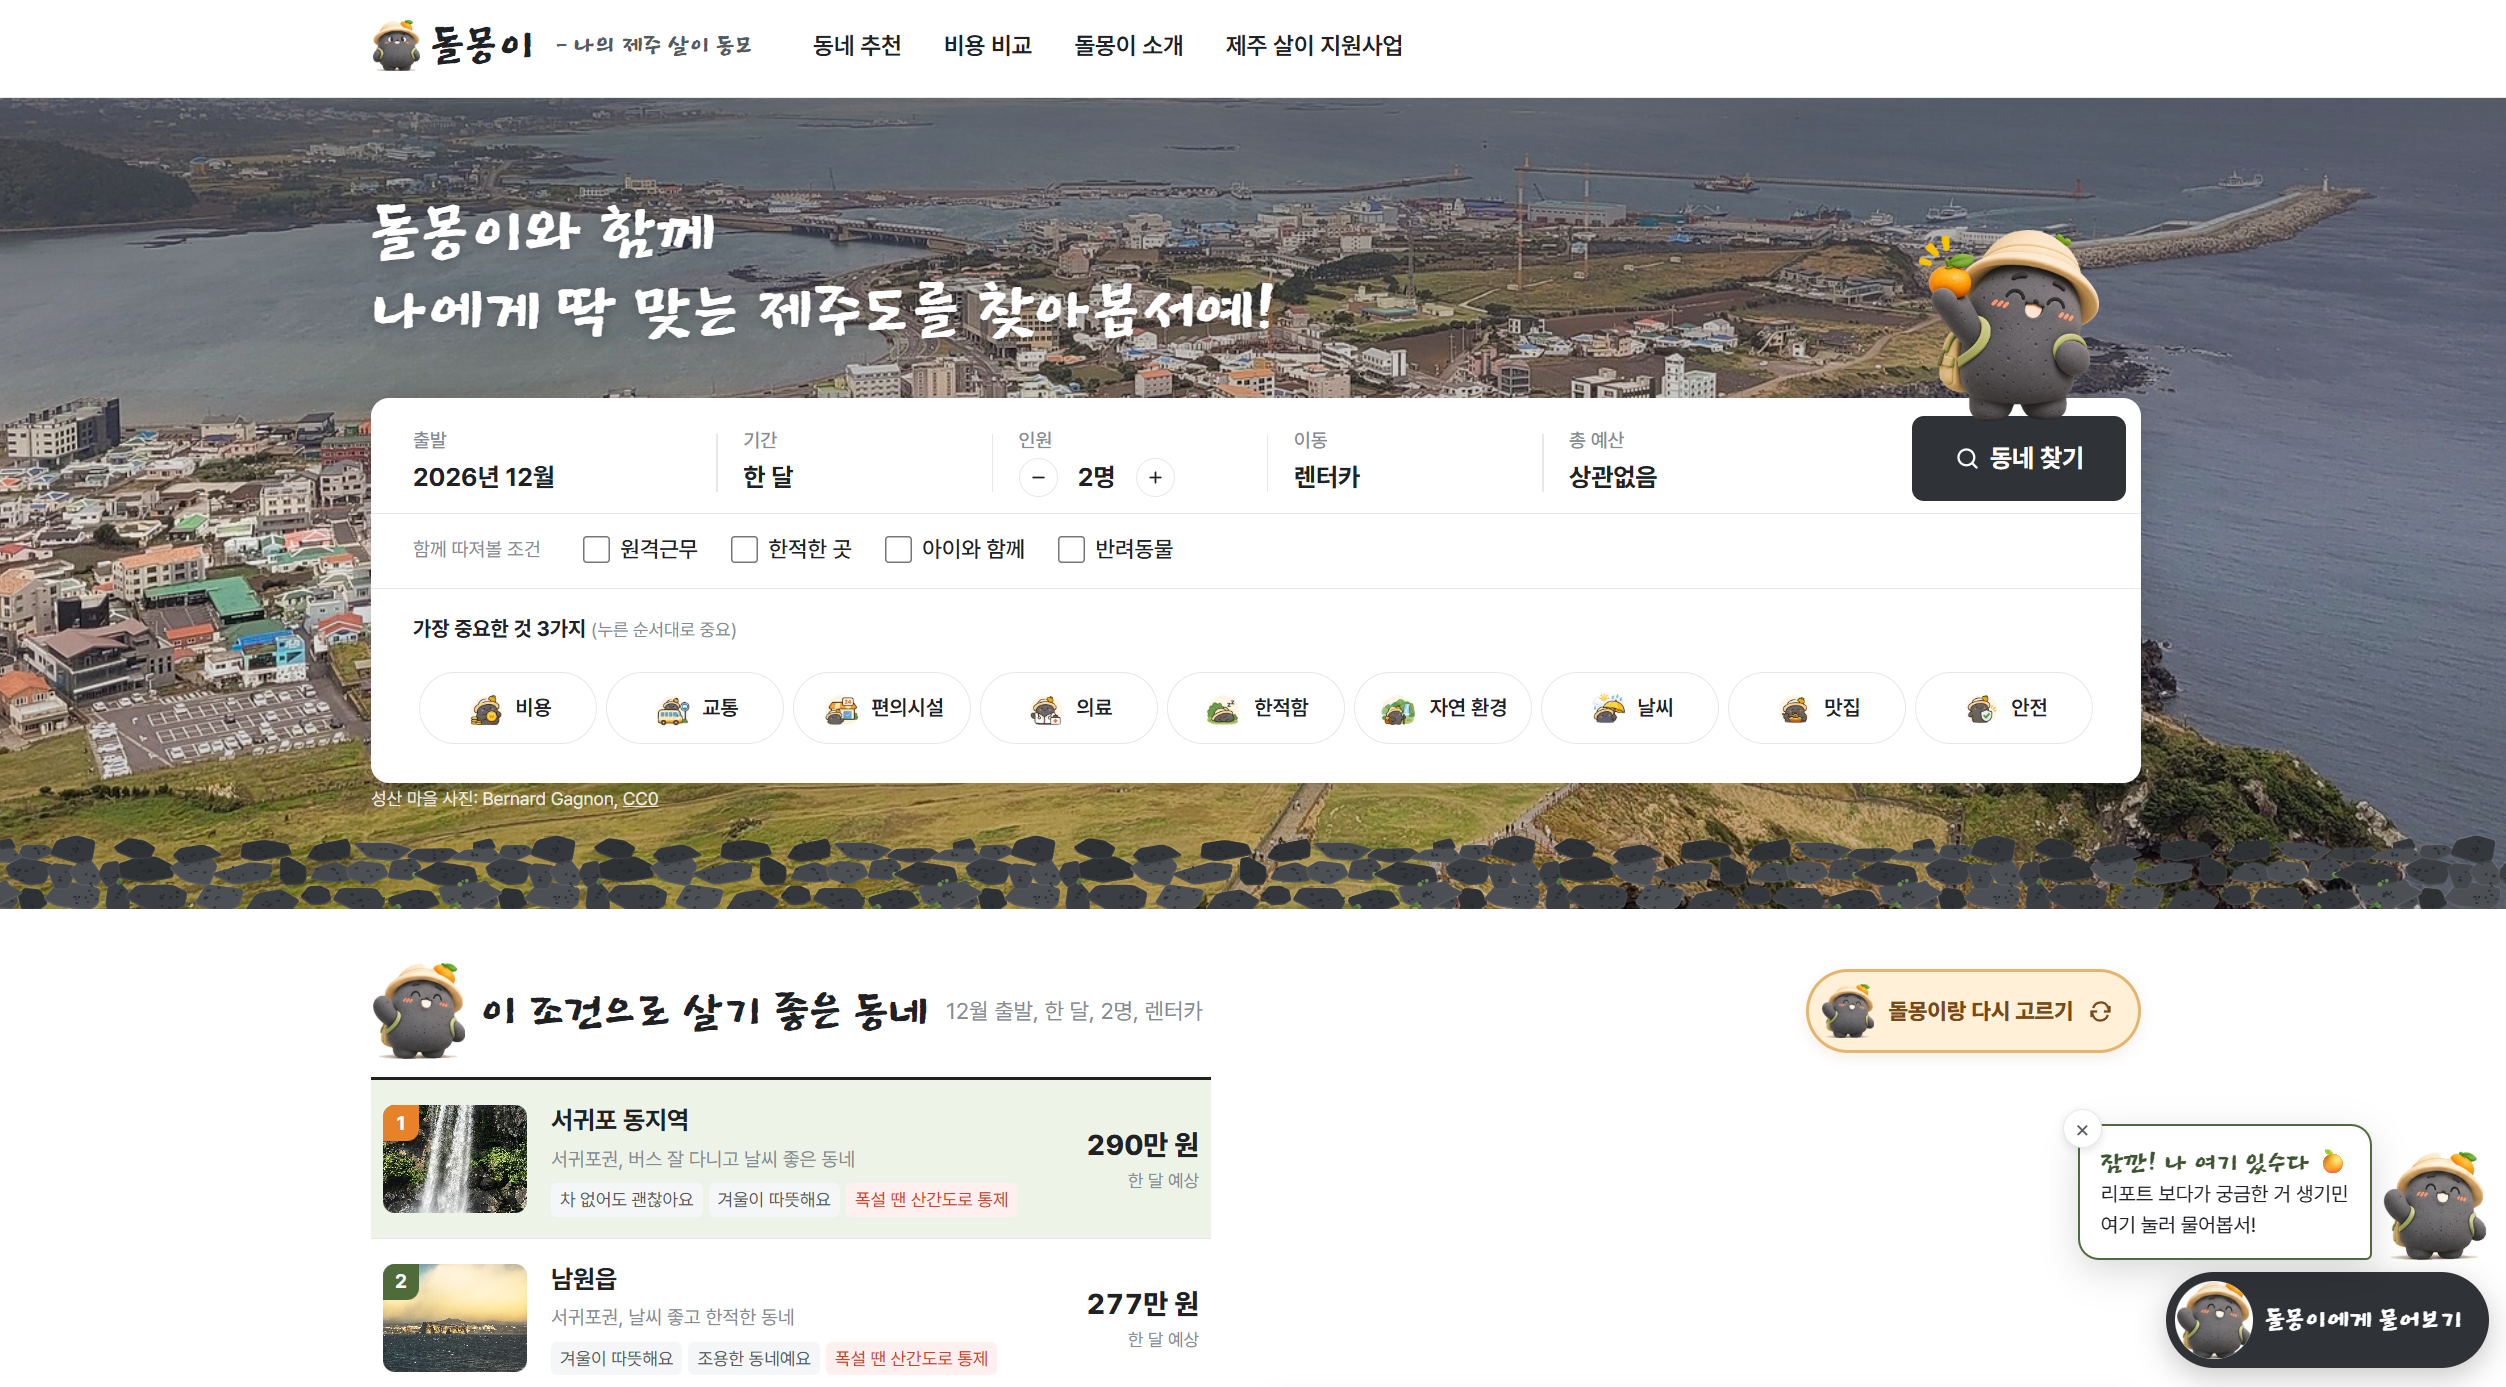 돌몽이 - 나의 제주 살이 동모 동네 추천 비용 비교 돌몽이 소개 제주 살이 지원사업
돌몽이와 함께
나에게 딱 맞는 제주도를 찾아봅서예!
출발 기간 인원 이동 총 예산
2026년 12월 한 달 − 2명 + 렌터카 상관없음 동네 찾기
함께 따져볼 조건 원격근무 한적한 곳 아이와 함께 반려동물
가장 중요한 것 3가지 (누른 순서대로 중요)
비용 교통 편의시설 의료 한적함 자연 환경 날씨 맛집 안전
성산 마을 사진: Bernard Gagnon, CC0
이 조건으로 살기 좋은 동네 12월 출발, 한 달, 2명, 렌터카 돌몽이랑 다시 고르기
1 서귀포 동지역
서귀포권, 버스 잘 다니고 날씨 좋은 동네
차 없어도 괜찮아요 겨울이 따뜻해요 폭설 땐 산간도로 통제
290만 원
한 달 예상
2 남원읍
서귀포권, 날씨 좋고 한적한 동네
겨울이 따뜻해요 조용한 동네예요 폭설 땐 산간도로 통제
277만 원
한 달 예상
잠깐! 나 여기 있수다
리포트 보다가 궁금한 거 생기민
여기 눌러 물어봅서!
돌몽이에게 물어보기